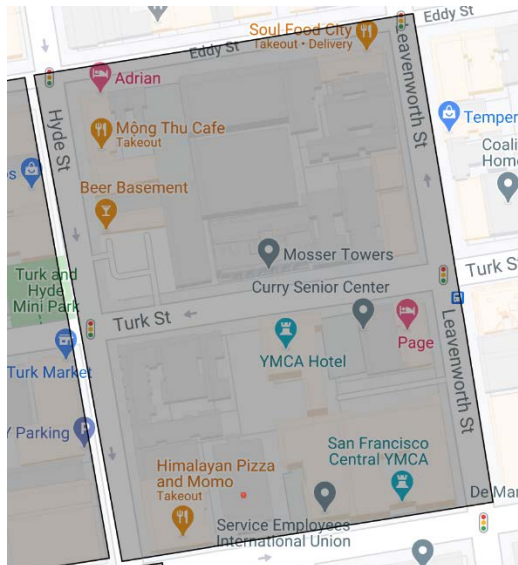 Eddy St
Soul Food City
Takeout • Delivery
Eddy St
Leavenworth St
Adrian
Hyde St
Mông Thu Cafe
Takeout
Temper
Coali
Home
os
Beer Basement
Mosser Towers
Turk and
Hyde
Mini Park
Curry Senior Center
Turk S
Turk St
Turk Market
YMCA Hotel
Page
Leavenworth St
Y Parking
P
San Francisco
Central YMCA
Himalayan Pizza
and Momo
Takeout
De Mar
Service Employees
International Union